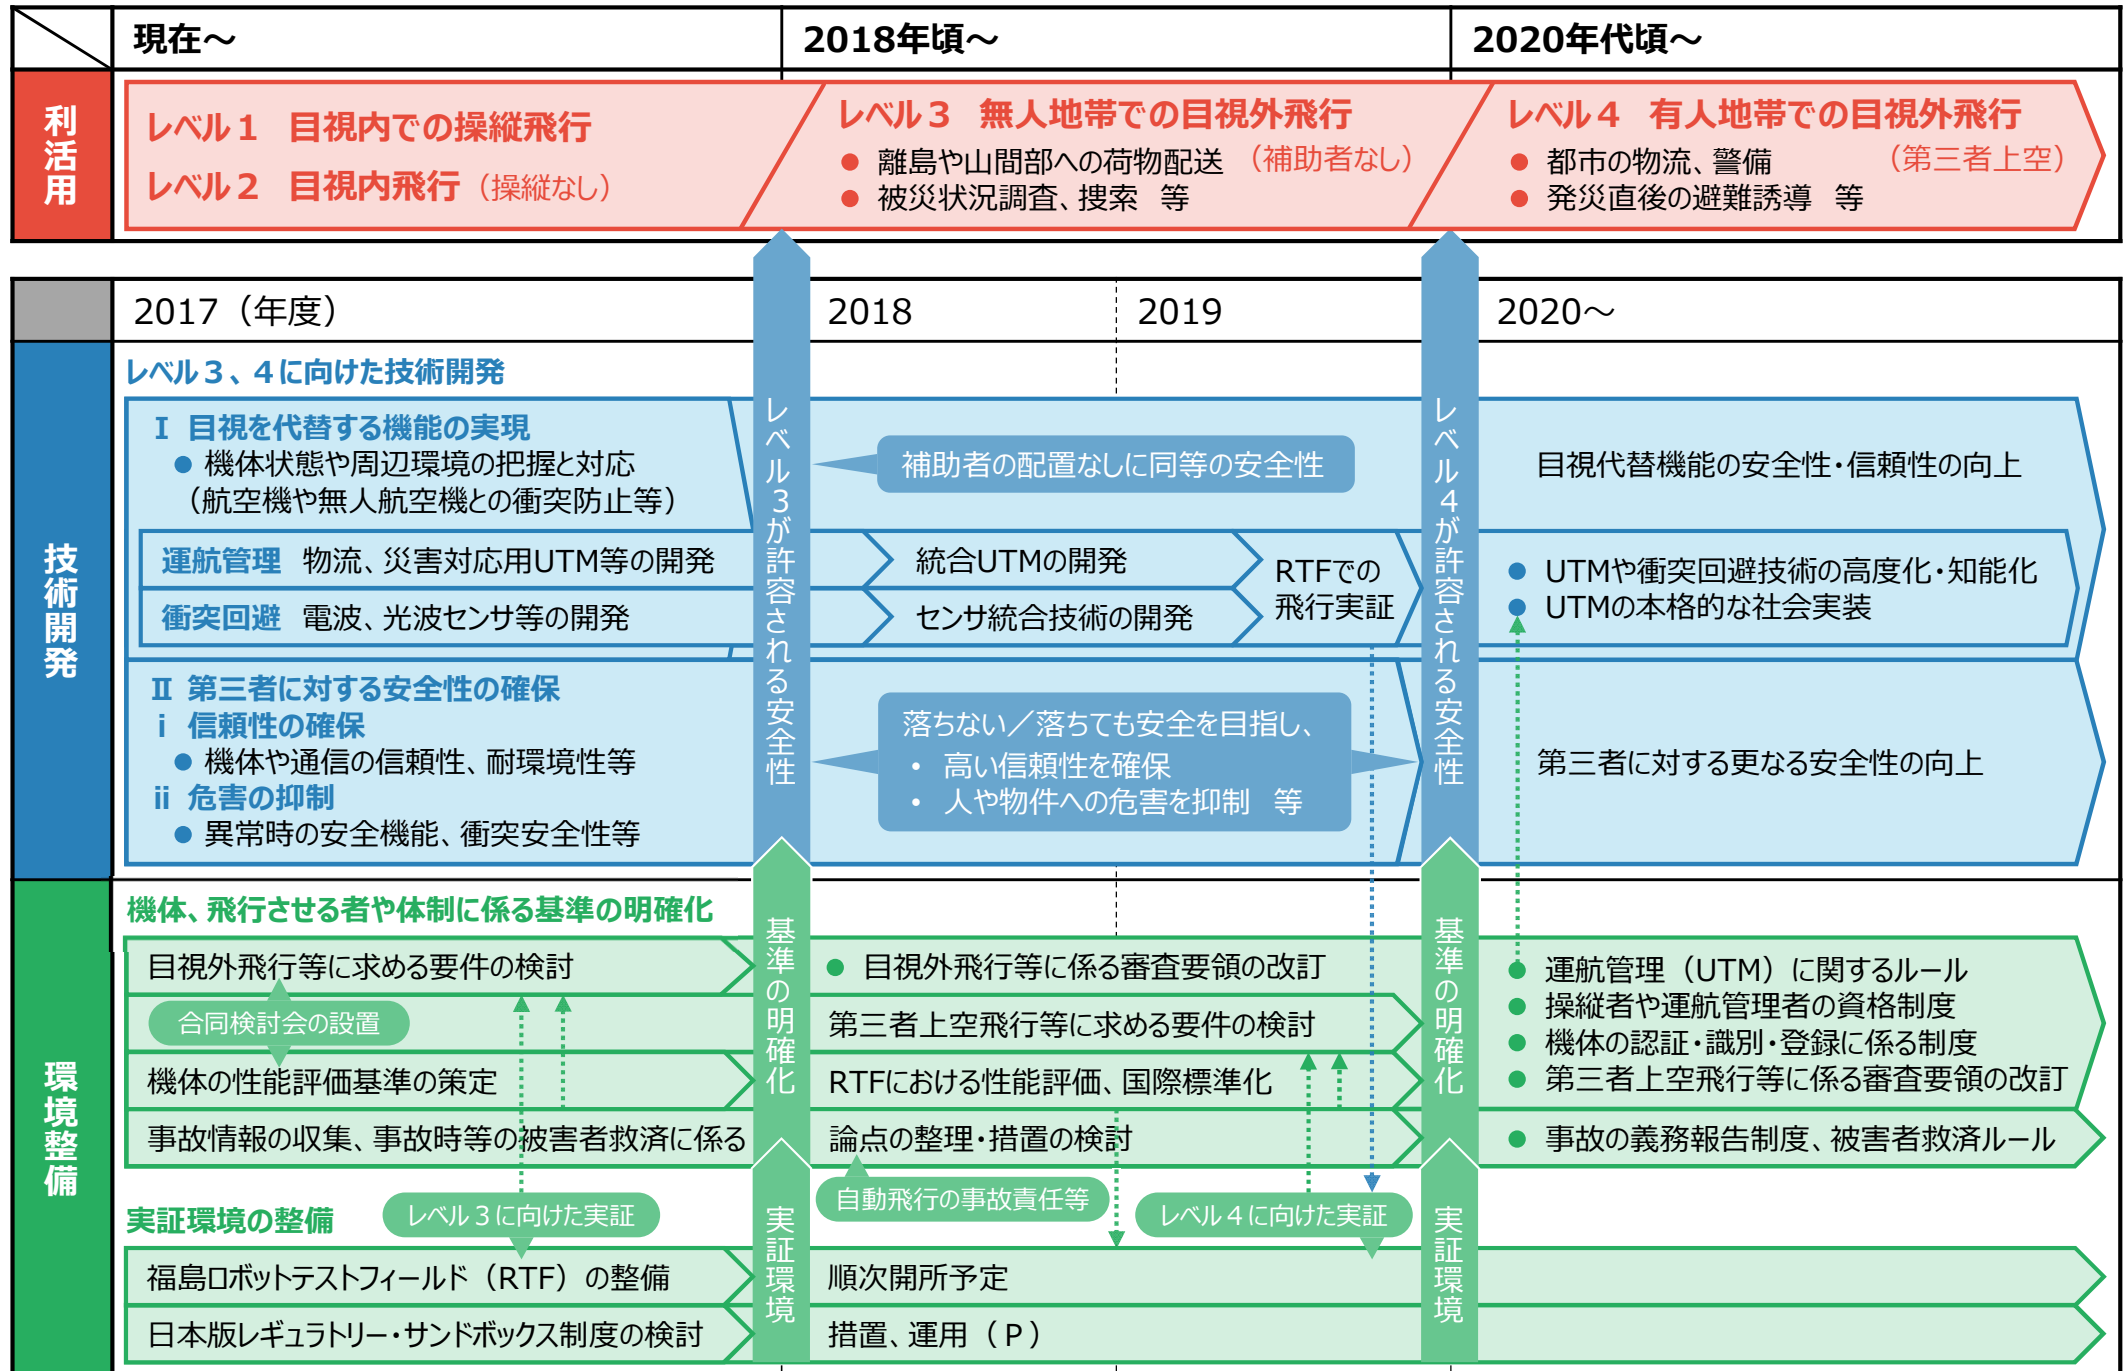 現在～
2018年頃～
2020年代頃～
利活用
レベル１　目視内での操縦飛行
レベル２　目視内飛行（操縦なし）
レベル３　無人地帯での目視外飛行
● 離島や山間部への荷物配送　（補助者なし）
● 被災状況調査、捜索　等
レベル４　有人地帯での目視外飛行
● 都市の物流、警備　（第三者上空）
● 発災直後の避難誘導　等
2017（年度）
2018
2019
2020～
技術開発
レベル３、４に向けた技術開発
Ⅰ 目視を代替する機能の実現
● 機体状態や周辺環境の把握と対応
（航空機や無人航空機との衝突防止等）
補助者の配置なしに同等の安全性
目視代替機能の安全性・信頼性の向上
運航管理　物流、災害対応用UTM等の開発
統合UTMの開発
衝突回避　電波、光波センサ等の開発
センサ統合技術の開発
RTFでの
飛行実証
● UTMや衝突回避技術の高度化・知能化
● UTMの本格的な社会実装
Ⅱ 第三者に対する安全性の確保
ⅰ 信頼性の確保
● 機体や通信の信頼性、耐環境性等
ⅱ 危害の抑制
● 異常時の安全機能、衝突安全性等
落ちない／落ちても安全を目指し、
・ 高い信頼性を確保
・ 人や物件への危害を抑制　等
第三者に対する更なる安全性の向上
レベル３が許容される安全性
レベル４が許容される安全性
環境整備
機体、飛行させる者や体制に係る基準の明確化
目視外飛行等に求める要件の検討
合同検討会の設置
機体の性能評価基準の策定
事故情報の収集、事故時等の被害者救済に係る
基準の明確化
● 目視外飛行等に係る審査要領の改訂
第三者上空飛行等に求める要件の検討
RTFにおける性能評価、国際標準化
論点の整理・措置の検討
基準の明確化
● 運航管理（UTM）に関するルール
● 操縦者や運航管理者の資格制度
● 機体の認証・識別・登録に係る制度
● 第三者上空飛行等に係る審査要領の改訂
● 事故の義務報告制度、被害者救済ルール
実証環境の整備
レベル３に向けた実証
自動飛行の事故責任等
レベル４に向けた実証
福島ロボットテストフィールド（RTF）の整備
順次開所予定
日本版レギュラトリー・サンドボックス制度の検討
措置、運用（Ｐ）
実証環境
実証環境